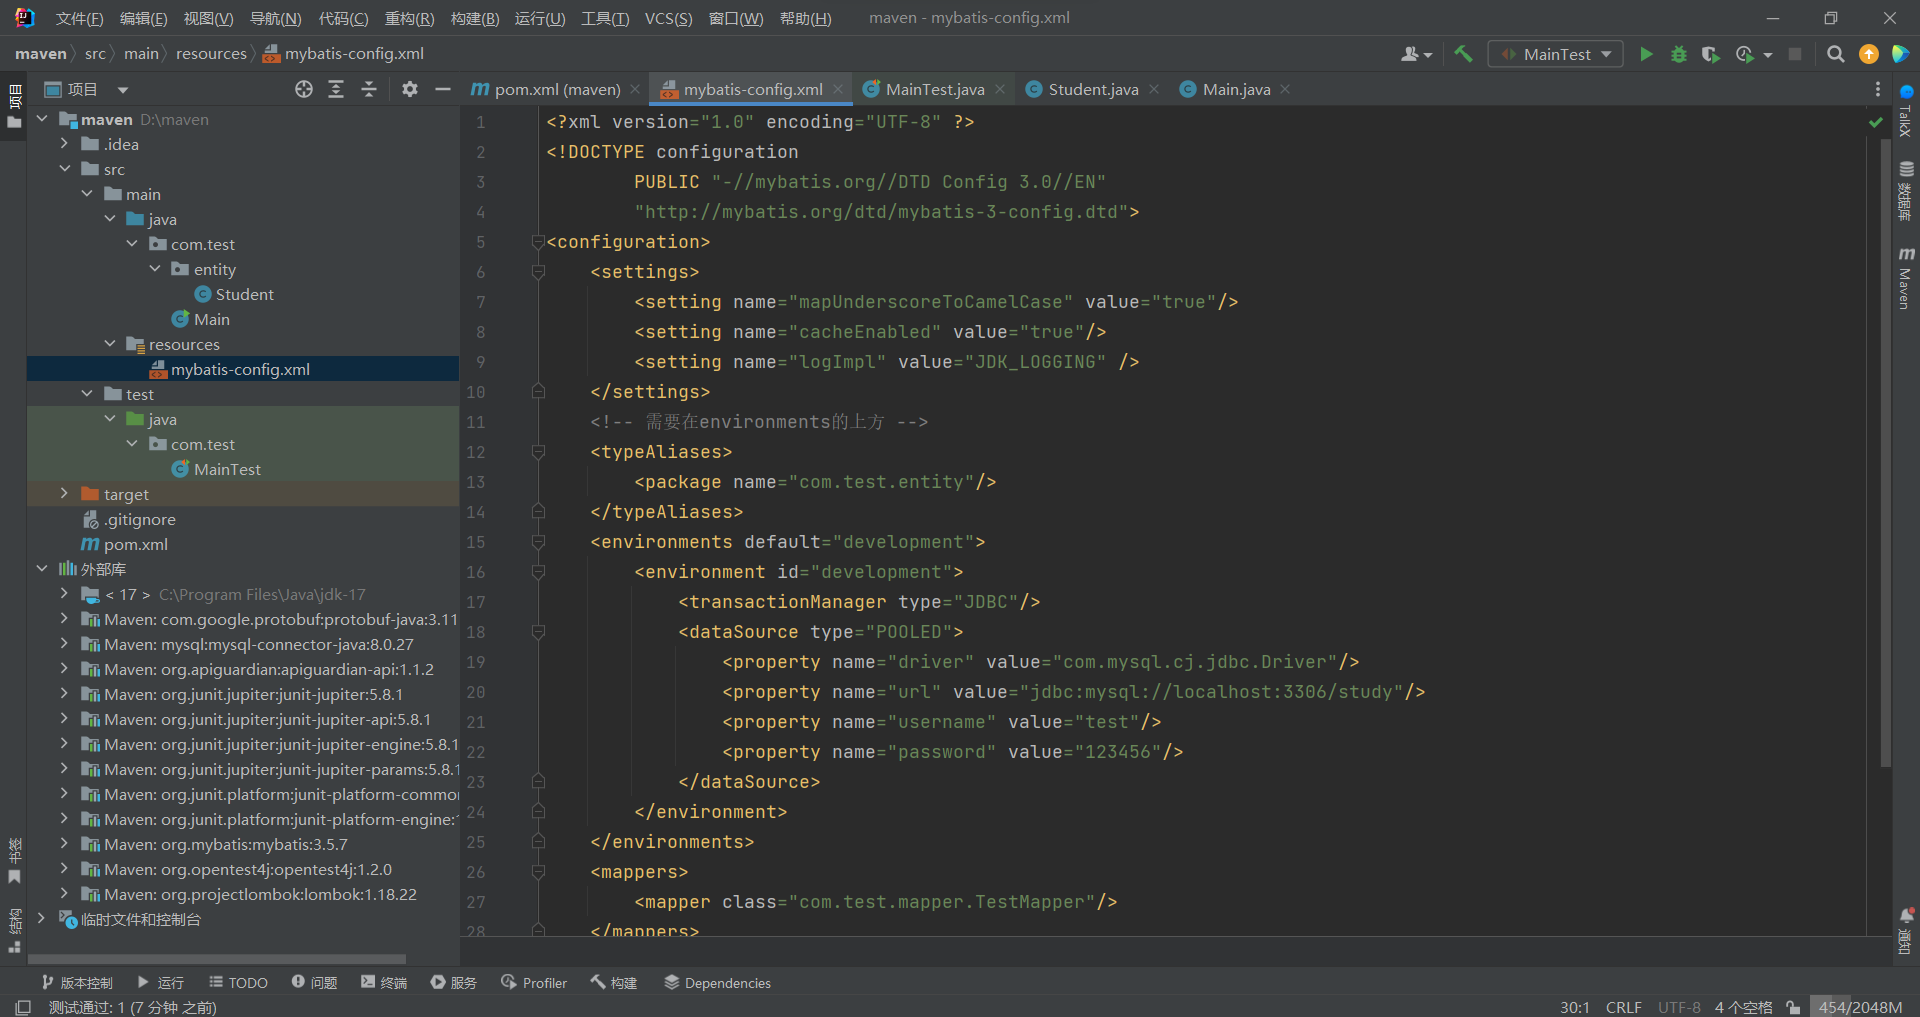 文件(F) 编辑(E) 视图(V) 导航(N) 代码(C) 重构(R) 构建(B) 运行(U) 工具(T) VCS(S) 窗口(W) 帮助(H) maven - mybatis-config.xml
maven src main resources mybatis-config.xml MainTest
项目
项目
pom.xml (maven) mybatis-config.xml MainTest.java Student.java Main.java
maven D:\maven
.idea
src
main
java
com.test
entity
Student
Main
resources
mybatis-config.xml
test
java
com.test
MainTest
target
.gitignore
pom.xml
外部库
< 17 > C:\Program Files\Java\jdk-17
Maven: com.google.protobuf:protobuf-java:3.11
Maven: mysql:mysql-connector-java:8.0.27
Maven: org.apiguardian:apiguardian-api:1.1.2
Maven: org.junit.jupiter:junit-jupiter:5.8.1
Maven: org.junit.jupiter:junit-jupiter-api:5.8.1
Maven: org.junit.jupiter:junit-jupiter-engine:5.8.1
Maven: org.junit.jupiter:junit-jupiter-params:5.8.1
Maven: org.junit.platform:junit-platform-common
Maven: org.junit.platform:junit-platform-engine:
Maven: org.mybatis:mybatis:3.5.7
Maven: org.opentest4j:opentest4j:1.2.0
Maven: org.projectlombok:lombok:1.18.22
临时文件和控制台
1 <?xml version="1.0" encoding="UTF-8" ?>
2 <!DOCTYPE configuration
3 PUBLIC "-//mybatis.org//DTD Config 3.0//EN"
4 "http://mybatis.org/dtd/mybatis-3-config.dtd">
5 <configuration>
6 <settings>
7 <setting name="mapUnderscoreToCamelCase" value="true"/>
8 <setting name="cacheEnabled" value="true"/>
9 <setting name="logImpl" value="JDK_LOGGING" />
10 </settings>
11 <!-- 需要在environments的上方 -->
12 <typeAliases>
13 <package name="com.test.entity"/>
14 </typeAliases>
15 <environments default="development">
16 <environment id="development">
17 <transactionManager type="JDBC"/>
18 <dataSource type="POOLED">
19 <property name="driver" value="com.mysql.cj.jdbc.Driver"/>
20 <property name="url" value="jdbc:mysql://localhost:3306/study"/>
21 <property name="username" value="test"/>
22 <property name="password" value="123456"/>
23 </dataSource>
24 </environment>
25 </environments>
26 <mappers>
27 <mapper class="com.test.mapper.TestMapper"/>
28 </mappers>
TalkX
数据库
Maven
通知
书签
结构
版本控制 运行 TODO 问题 终端 服务 Profiler 构建 Dependencies
测试通过: 1 (7 分钟 之前) 30:1 CRLF UTF-8 4 个空格 454/2048M